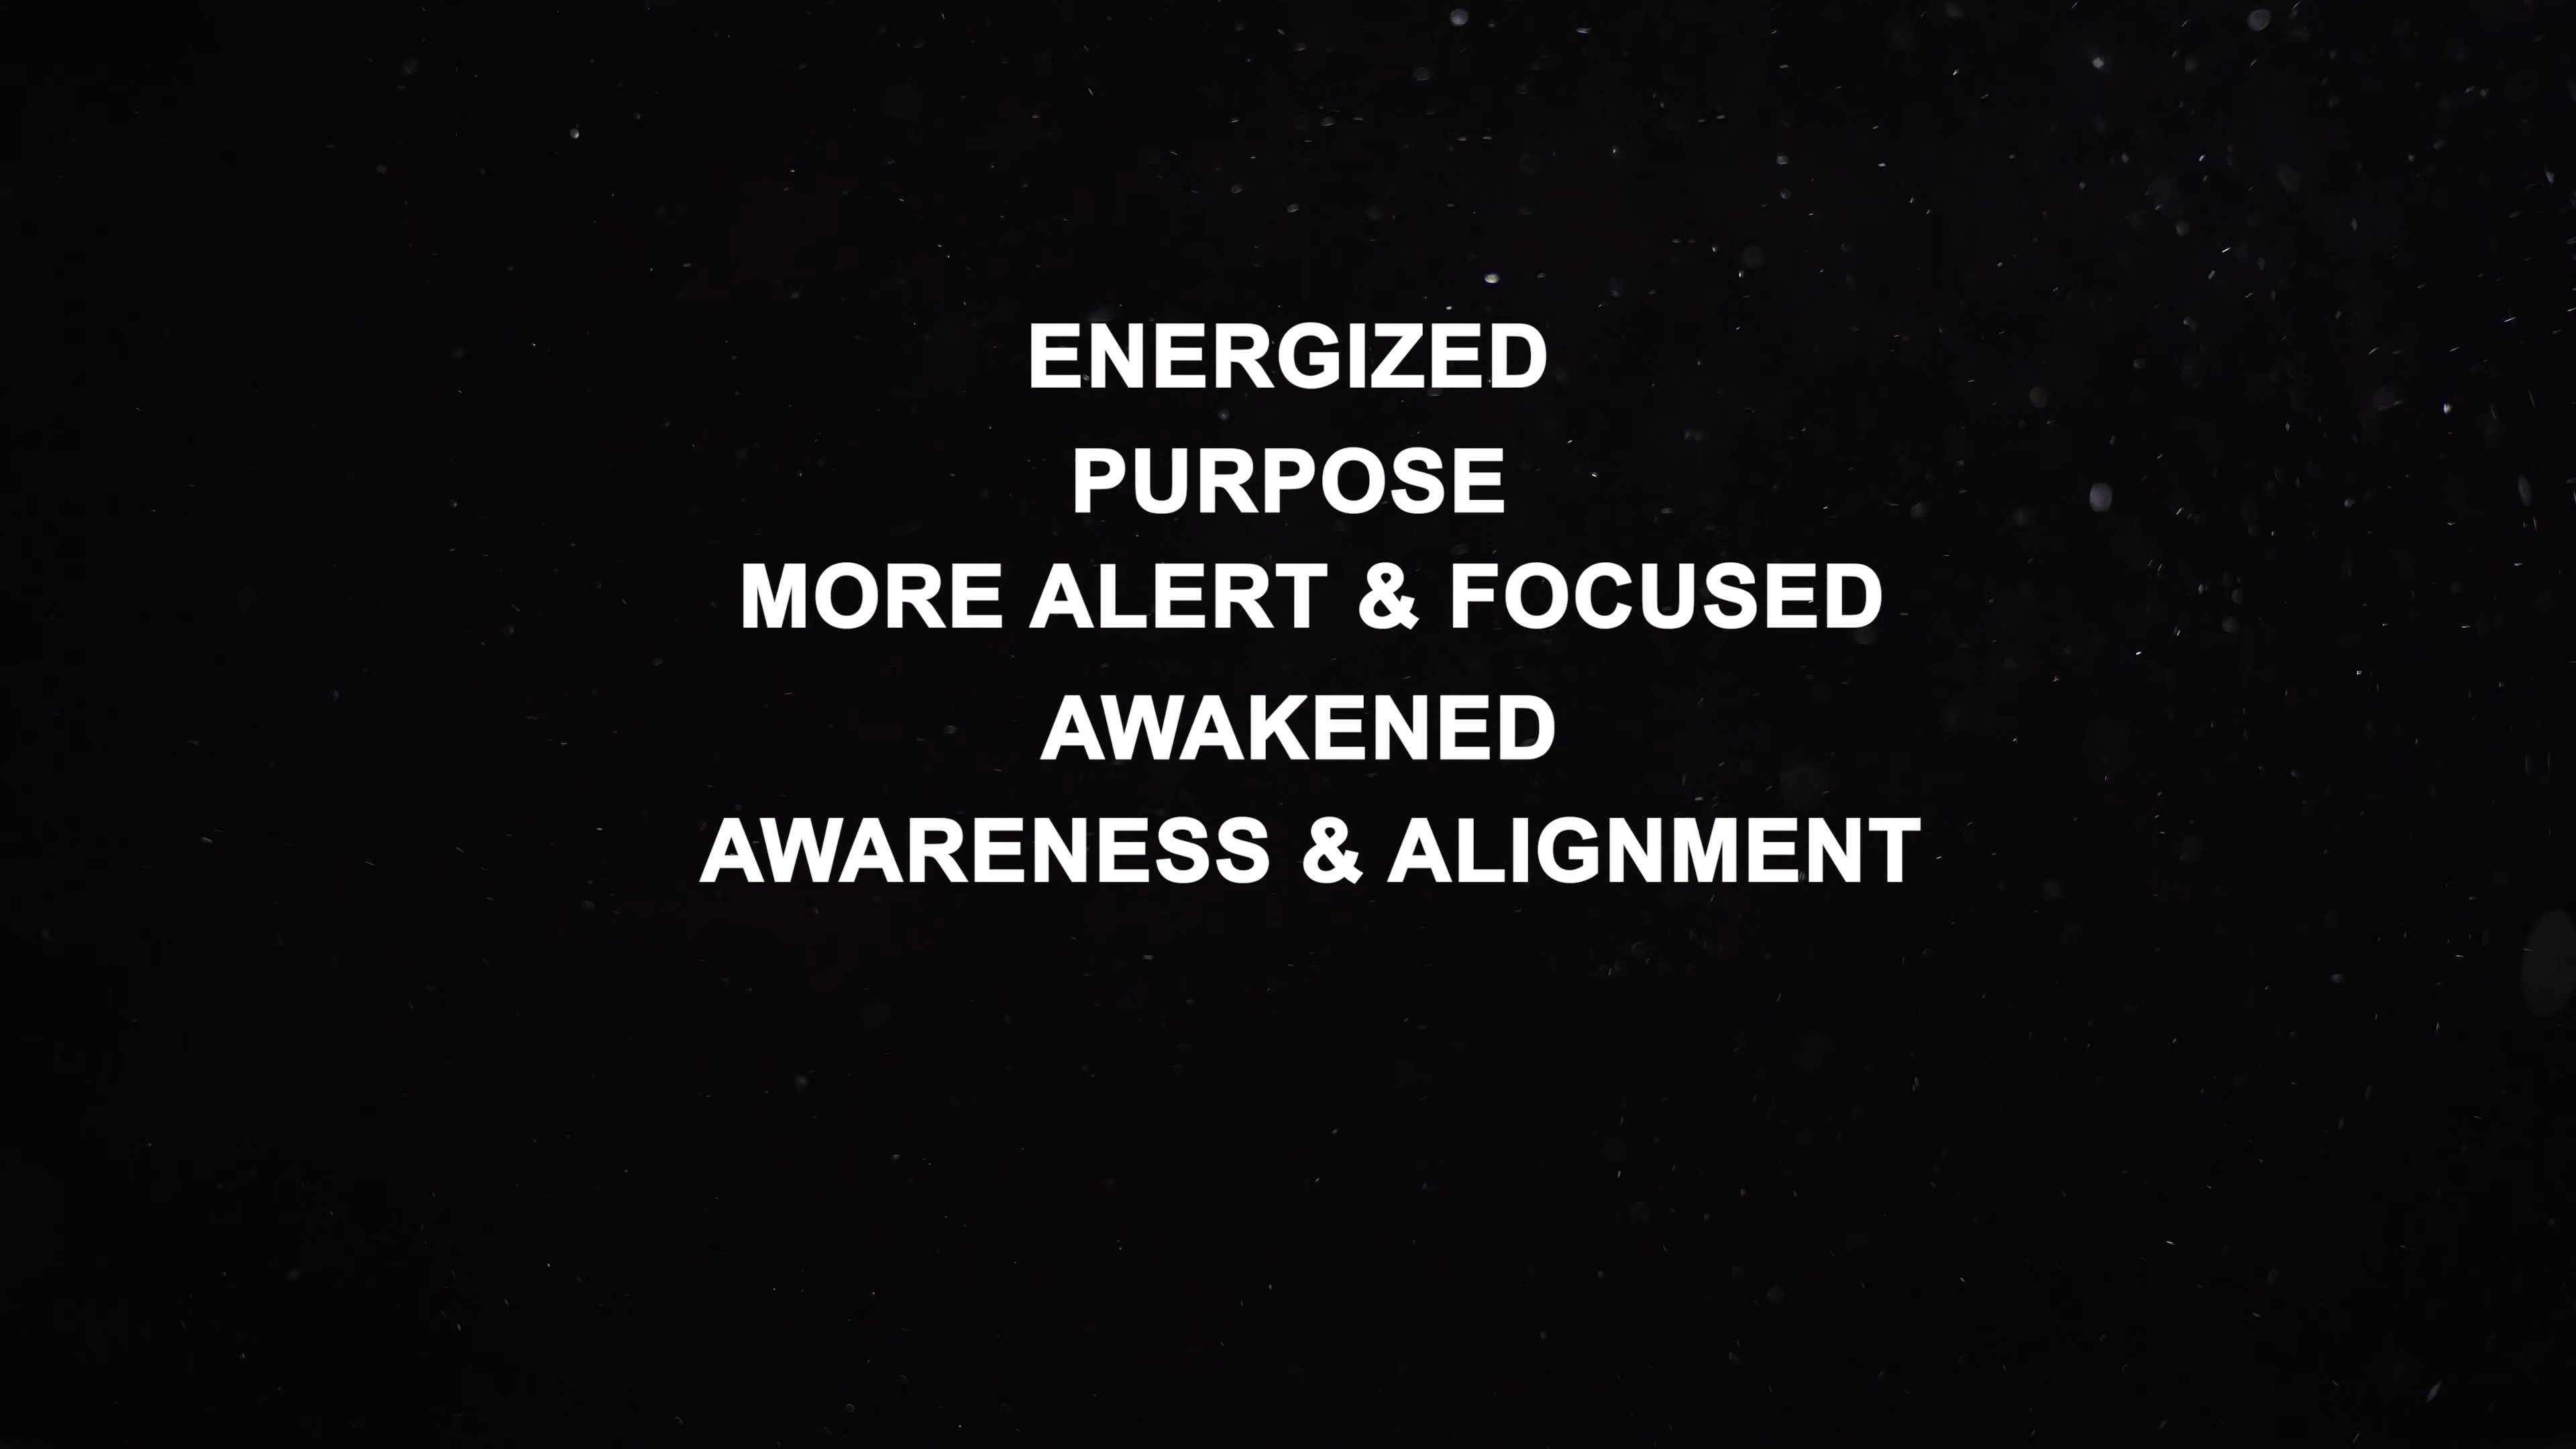 ENERGIZED
PURPOSE
MORE ALERT & FOCUSED
AWAKENED
AWARENESS & ALIGNMENT